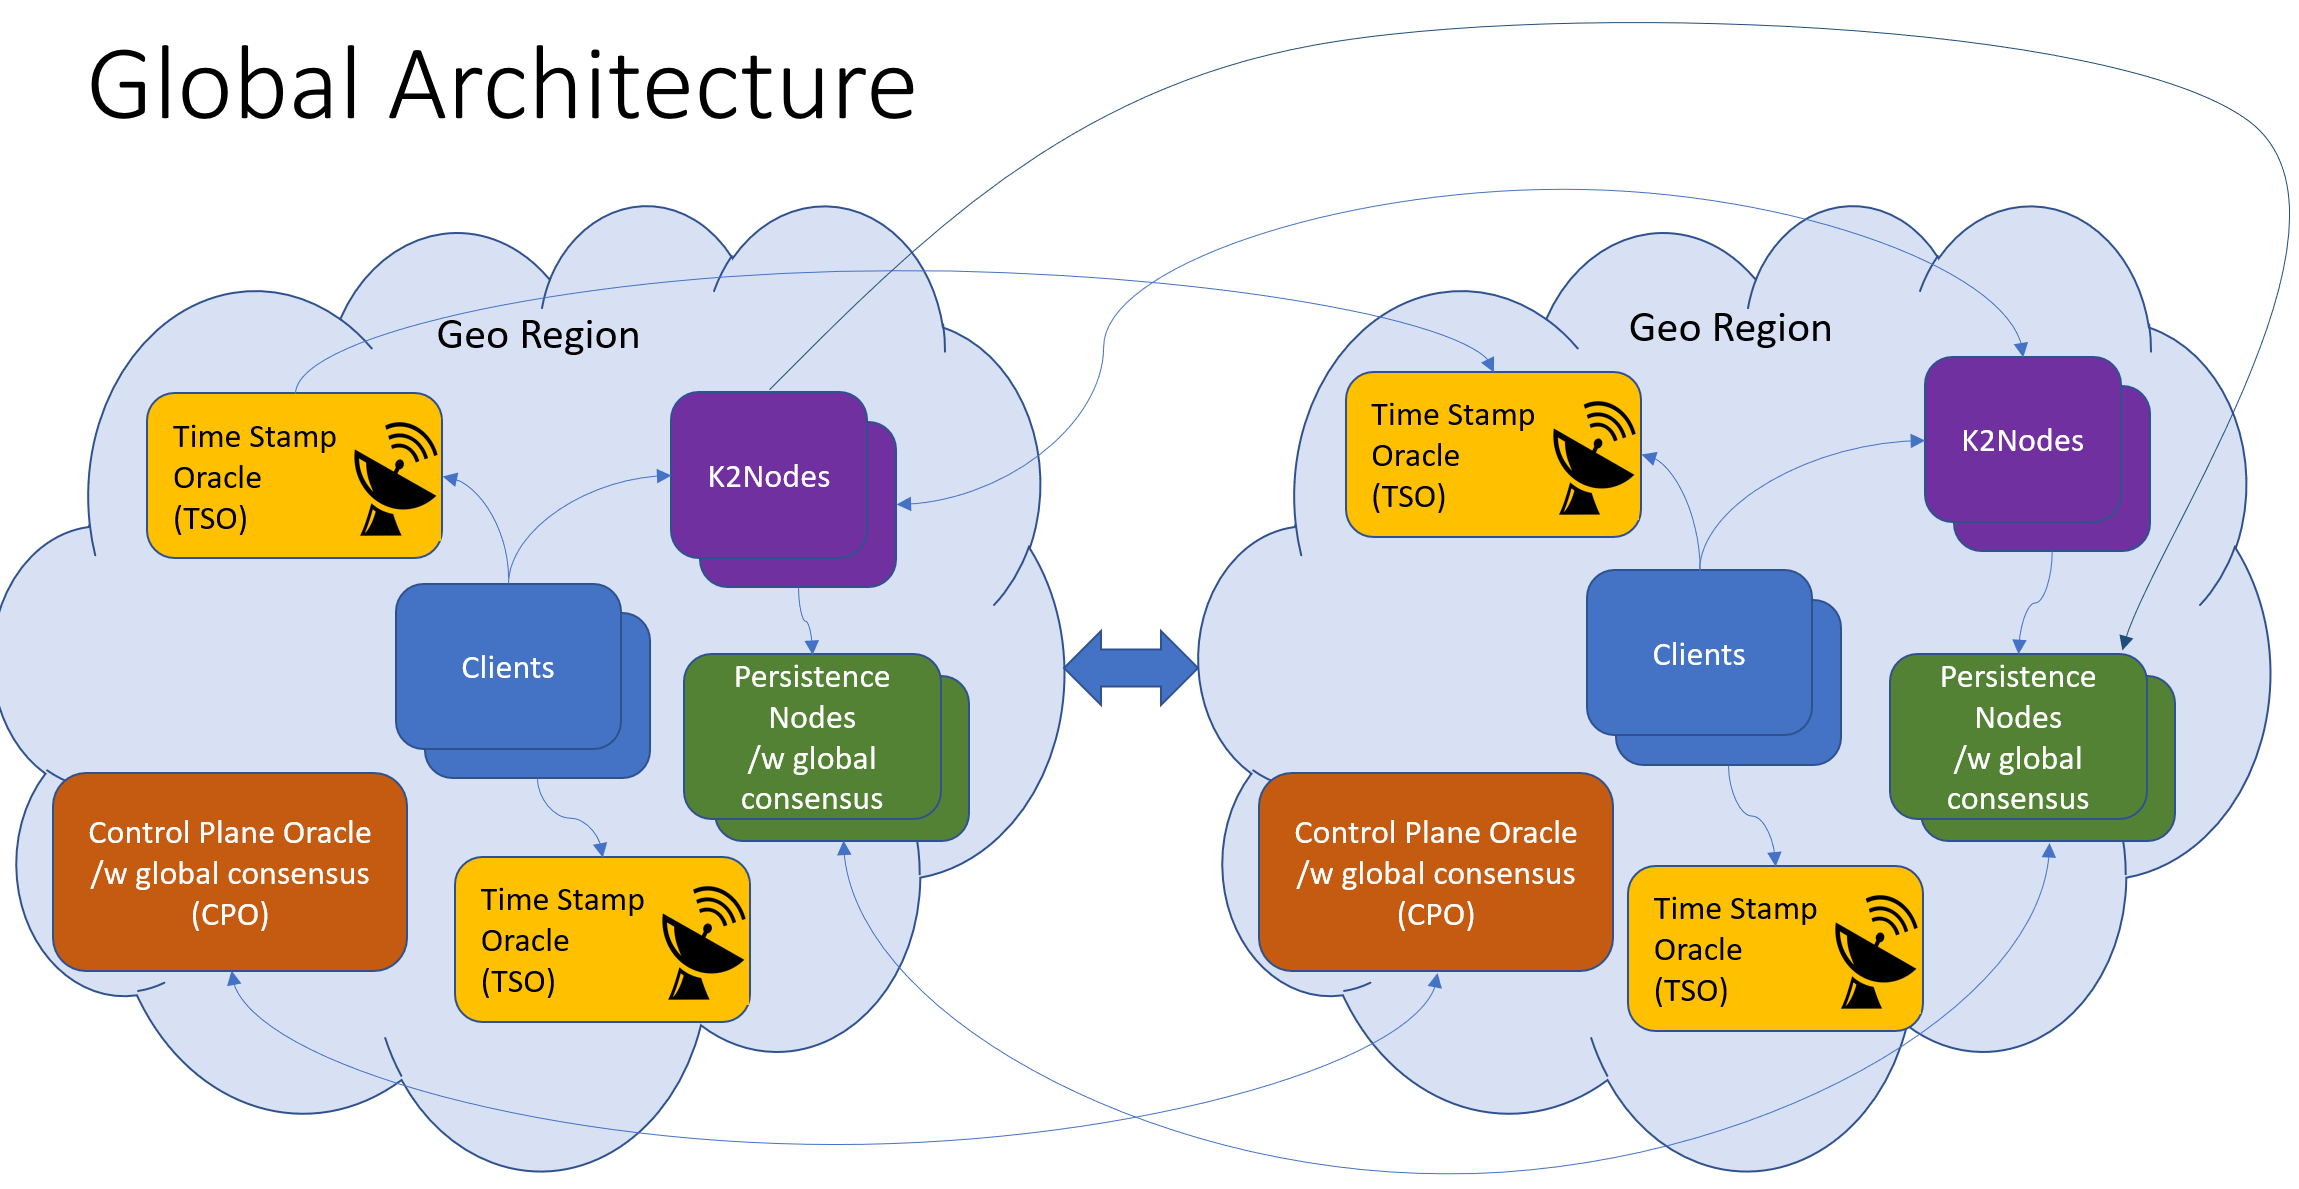 Global Architecture
Geo Region
Time Stamp
Oracle
(TSO)
K2Nodes
Clients
Persistence
Nodes
/w global
consensus
Control Plane Oracle
/w global consensus
(CPO)
Time Stamp
Oracle
(TSO)
Geo Region
Time Stamp
Oracle
(TSO)
K2Nodes
Clients
Persistence
Nodes
/w global
consensus
Control Plane Oracle
/w global consensus
(CPO)
Time Stamp
Oracle
(TSO)